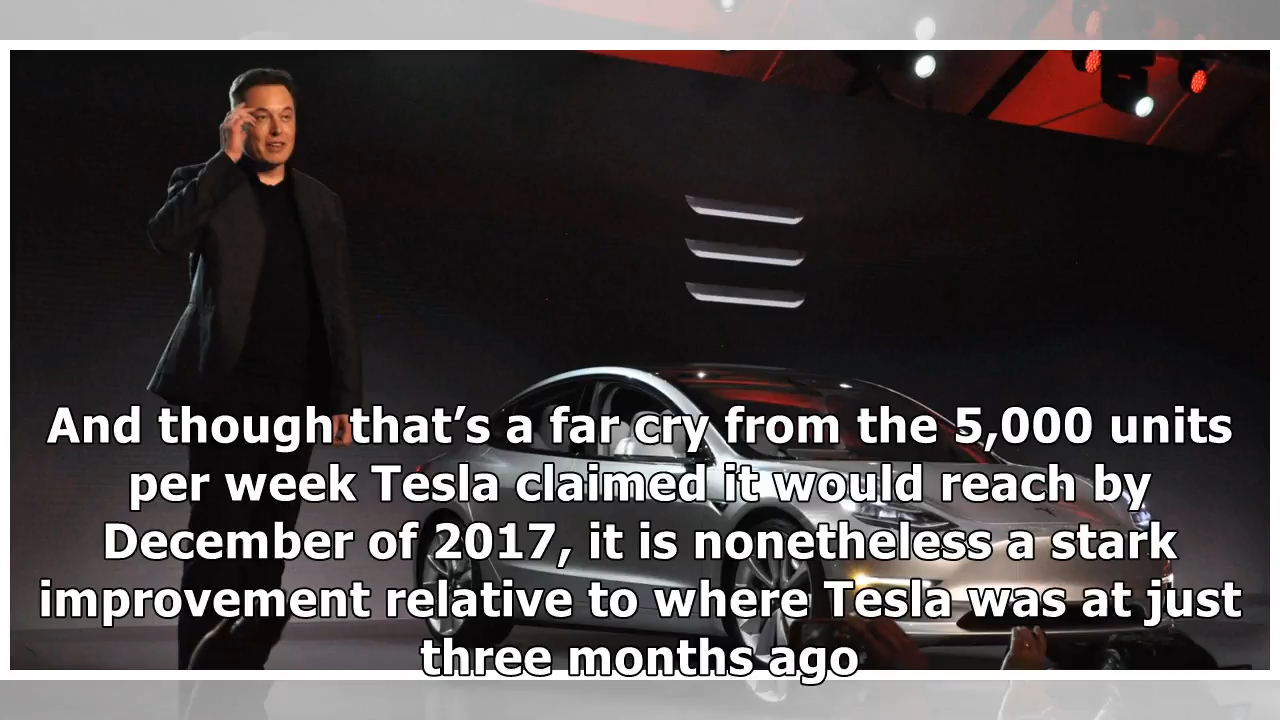 And though that’s a far cry from the 5,000 units
per week Tesla claimed it would reach by
December of 2017, it is nonetheless a stark
improvement relative to where Tesla was at just
three months ago